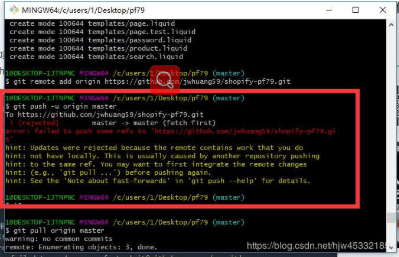 MINGW64:/c/users/1/Desktop/pf79
create mode 100644 templates/page.liquid
create mode 100644 templates/page.test.liquid
create mode 100644 templates/password.liquid
create mode 100644 templates/product.liquid
create mode 100644 templates/search.liquid
1@DESKTOP-1JTNPNC MINGW64 /c/users/1/Desktop/pf79 (master)
$ git remote add origin https://github.com/jwhuang59/shopify-pf79.git
1@DESKTOP-1JTNPNC MINGW64 /c/users/1/Desktop/pf79 (master)
$ git push -u origin master
To https://github.com/jwhuang59/shopify-pf79.git
! [rejected] master -> master (fetch first)
error: failed to push some refs to 'https://github.com/jwhuang59/shopify-pf79.gi
t'
hint: Updates were rejected because the remote contains work that you do
hint: not have locally. This is usually caused by another repository pushing
hint: to the same ref. You may want to first integrate the remote changes
hint: (e.g., 'git pull ...') before pushing again.
hint: See the 'Note about fast-forwards' in 'git push --help' for details.
1@DESKTOP-1JTNPNC MINGW64 /c/users/1/Desktop/pf79 (master)
$ git pull origin master
warning: no common commits
remote: Enumerating objects: 3, done.
https://blog.csdn.net/hjw453321854